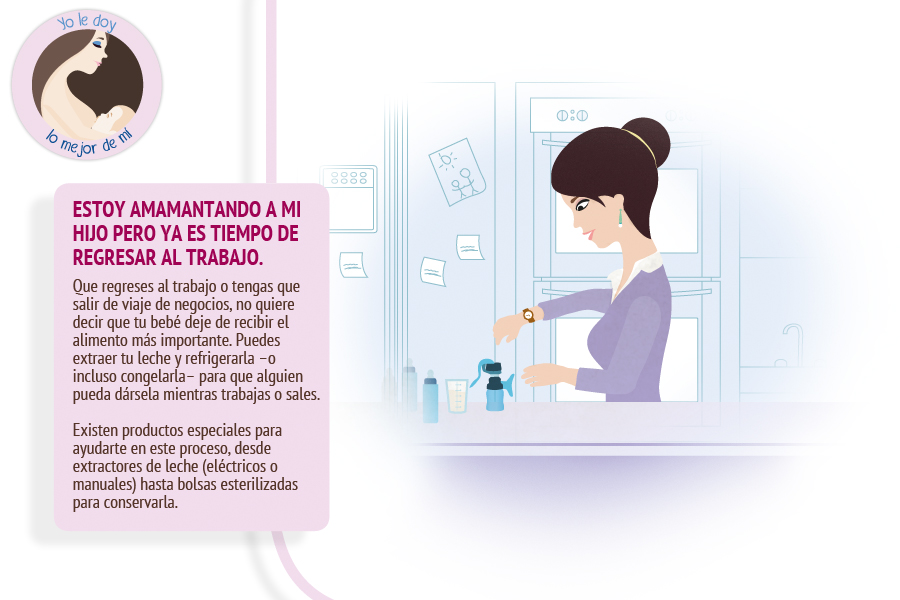 Yo le doy
lo mejor de mí
ESTOY AMAMANTANDO A MI
HIJO PERO YA ES TIEMPO DE
REGRESAR AL TRABAJO.
Que regreses al trabajo o tengas que
salir de viaje de negocios, no quiere
decir que tu bebé deje de recibir el
alimento más importante. Puedes
extraer tu leche y refrigerarla –o
incluso congelarla– para que alguien
pueda dársela mientras trabajas o sales.
Existen productos especiales para
ayudarte en este proceso, desde
extractores de leche (eléctricos o
manuales) hasta bolsas esterilizadas
para conservarla.